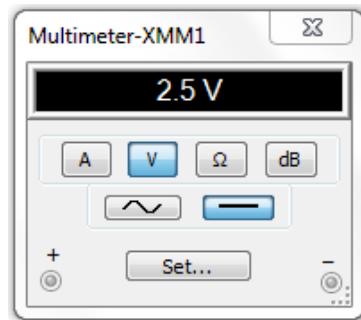 Multimeter-XMM1
2.5 V
A V Ω dB
+ Set... −